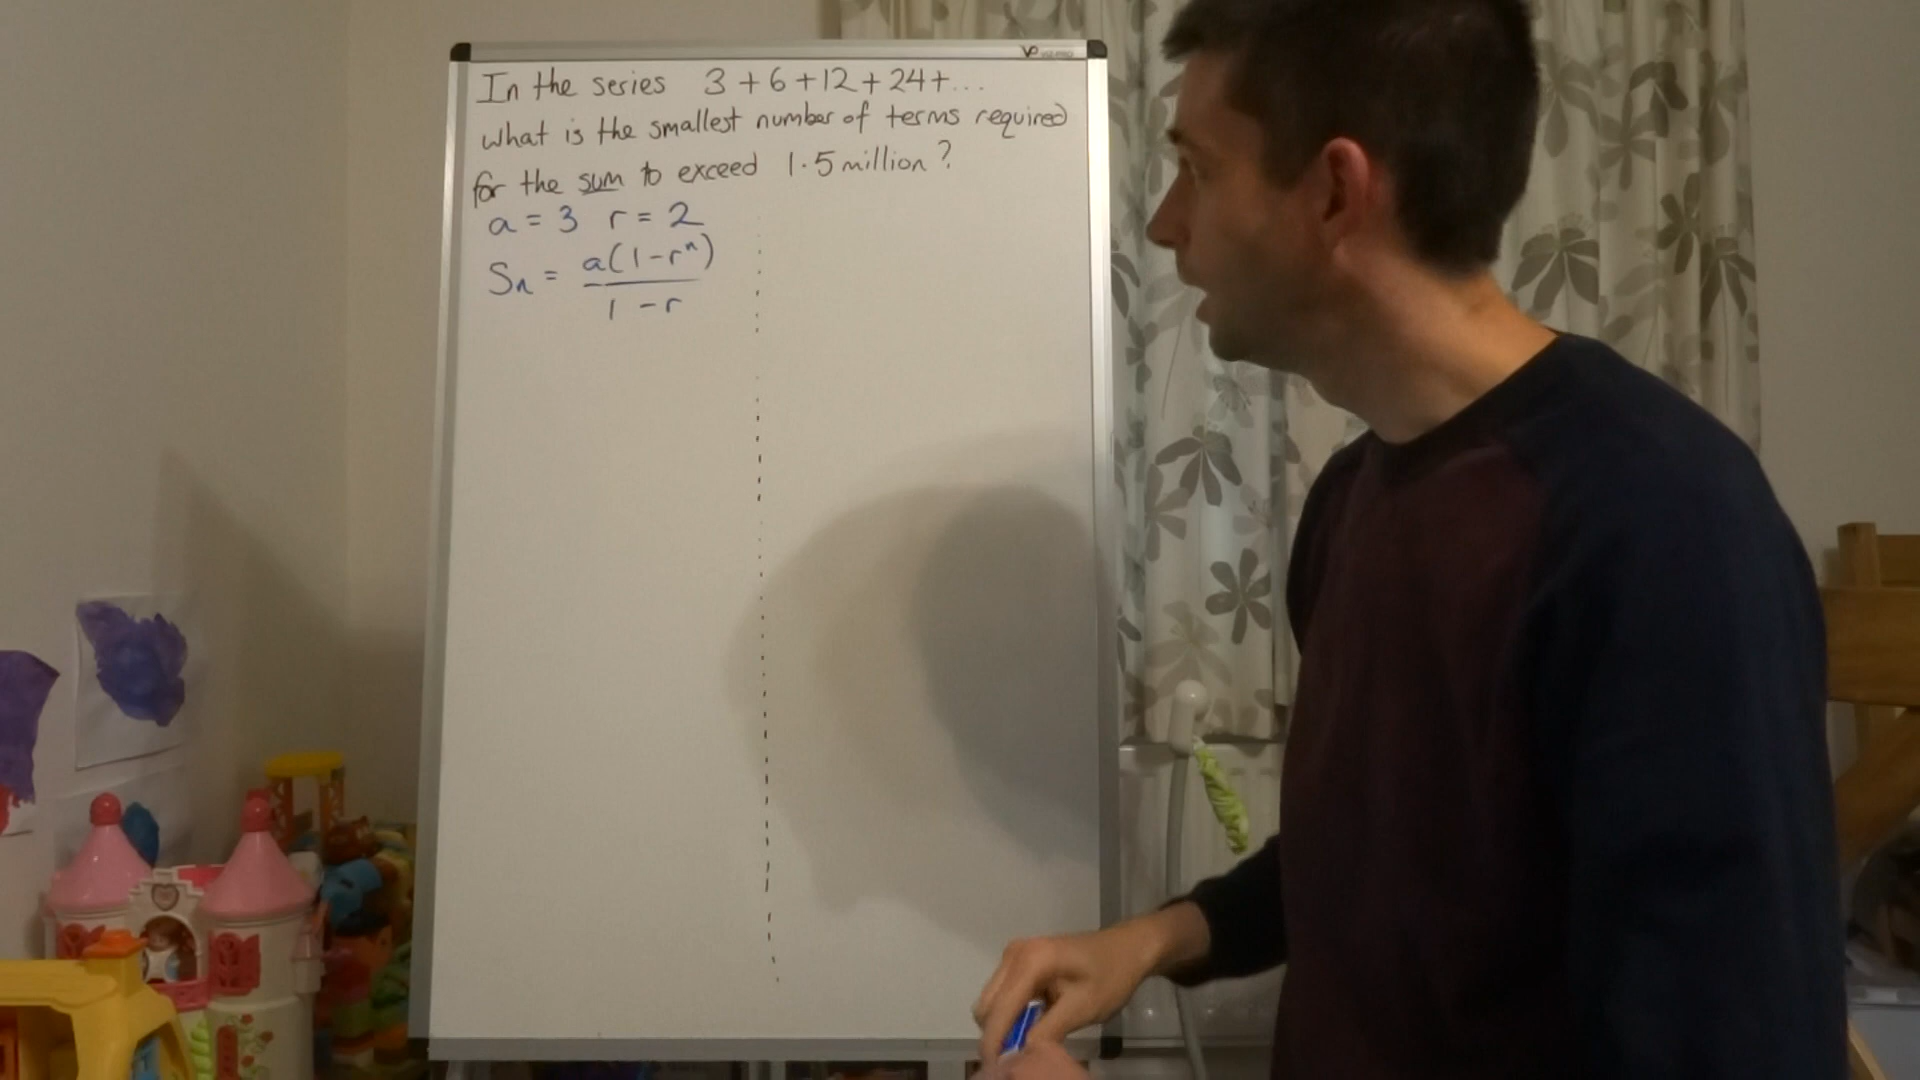 In the series 3 + 6 + 12 + 24 + ...
what is the smallest number of terms required
for the sum to exceed 1.5 million?
a = 3 r = 2
Sn = a(1-rⁿ)
1-r